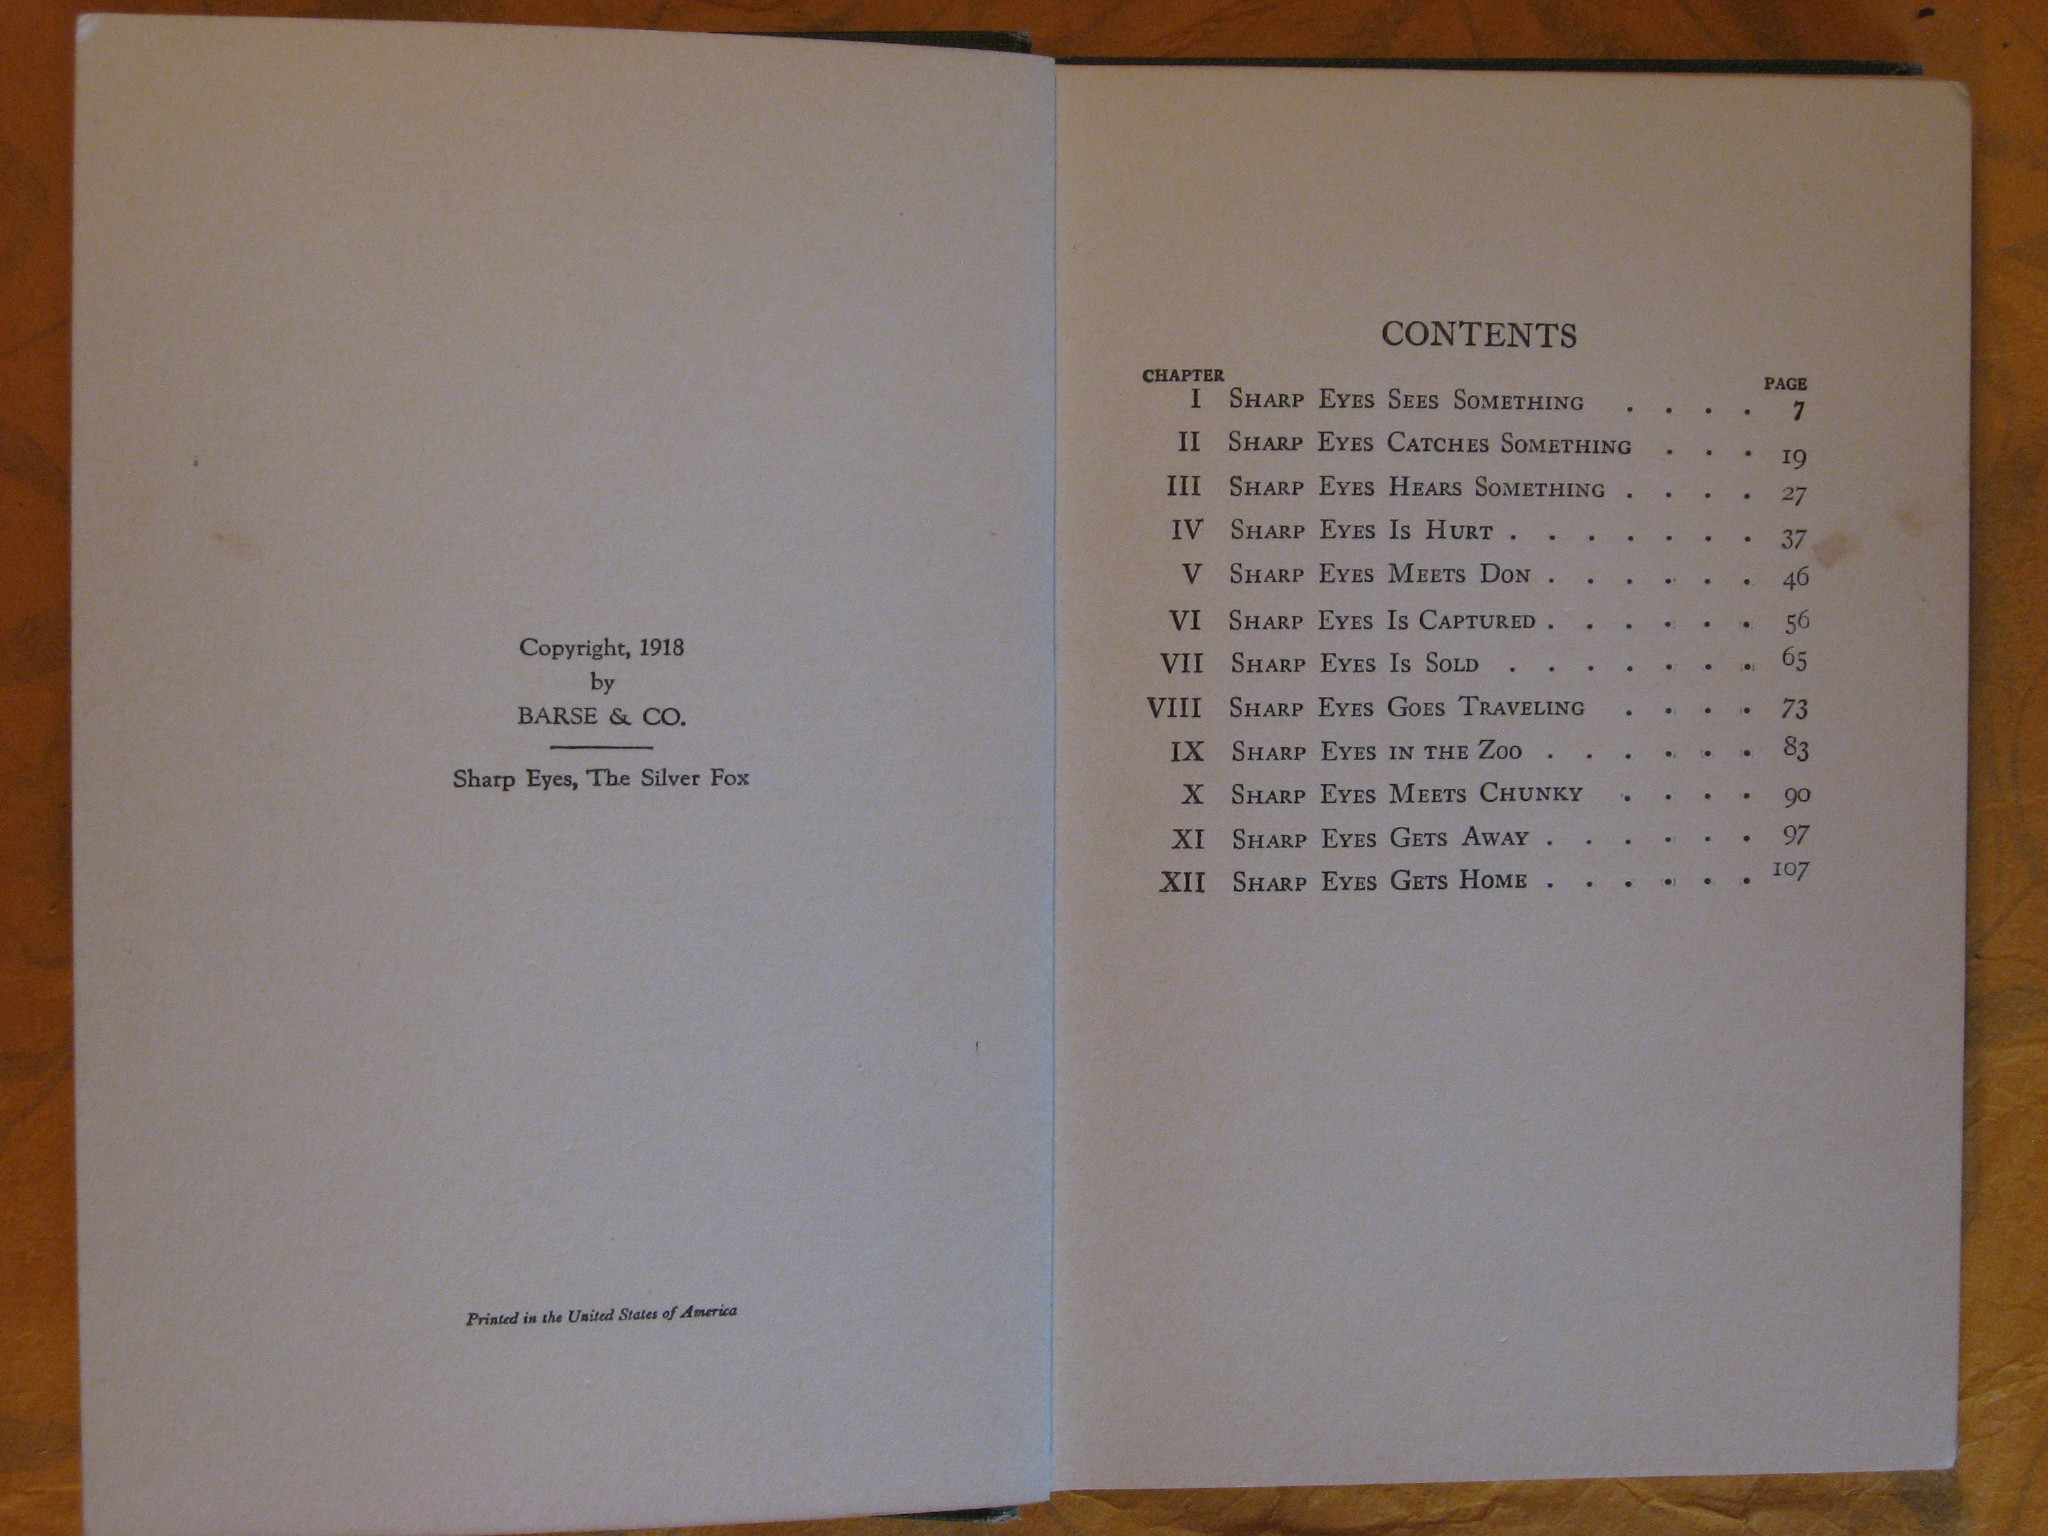 Copyright, 1918
by
BARSE & CO.
Sharp Eyes, The Silver Fox
Printed in the United States of America
CONTENTS
CHAPTER PAGE
I SHARP EYES SEES SOMETHING . . . . 7
II SHARP EYES CATCHES SOMETHING . . . 19
III SHARP EYES HEARS SOMETHING . . . . 27
IV SHARP EYES IS HURT . . . . . . . 37
V SHARP EYES MEETS DON . . . . . . 46
VI SHARP EYES IS CAPTURED . . . . . . 56
VII SHARP EYES IS SOLD . . . . . . . 65
VIII SHARP EYES GOES TRAVELING . . . . 73
IX SHARP EYES IN THE ZOO . . . . . . 83
X SHARP EYES MEETS CHUNKY . . . . 90
XI SHARP EYES GETS AWAY . . . . . . 97
XII SHARP EYES GETS HOME . . . . . . 107